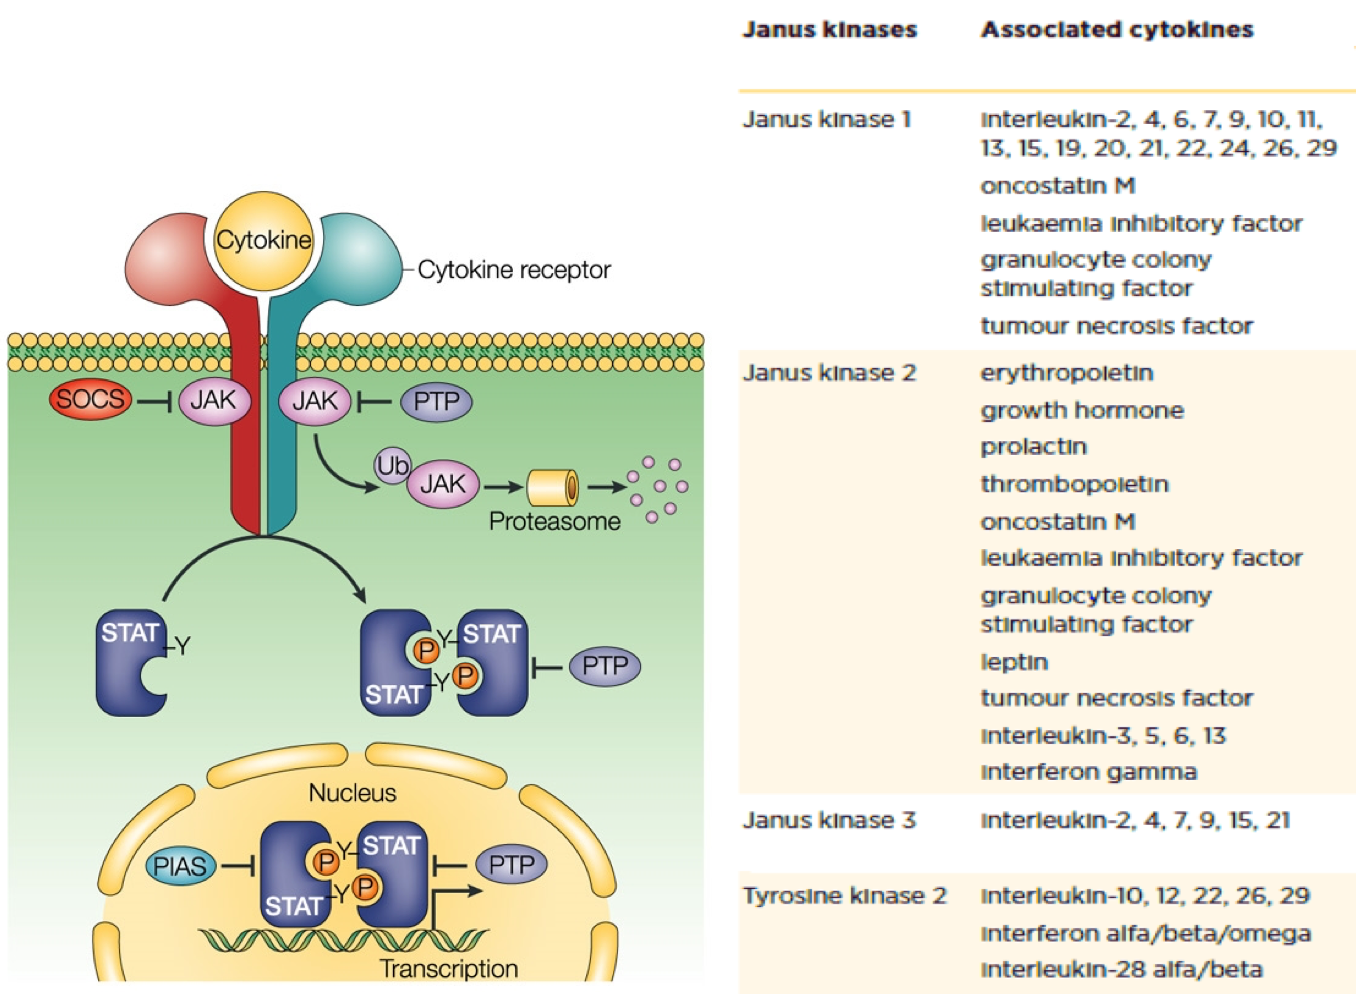 Cytokine
Cytokine receptor
SOCS
JAK
JAK
PTP
Ub
JAK
Proteasome
STAT
Y
STAT
P
Y
STAT
Y
P
PTP
Nucleus
PIAS
P
Y
STAT
STAT
Y
P
PTP
Transcription
Janus kinases
Associated cytokines
Janus kinase 1
interleukin-2, 4, 6, 7, 9, 10, 11,
13, 15, 19, 20, 21, 22, 24, 26, 29
oncostatin M
leukaemia inhibitory factor
granulocyte colony
stimulating factor
tumour necrosis factor
Janus kinase 2
erythropoietin
growth hormone
prolactin
thrombopoietin
oncostatin M
leukaemia inhibitory factor
granulocyte colony
stimulating factor
leptin
tumour necrosis factor
interleukin-3, 5, 6, 13
interferon gamma
Janus kinase 3
interleukin-2, 4, 7, 9, 15, 21
Tyrosine kinase 2
interleukin-10, 12, 22, 26, 29
interferon alfa/beta/omega
interleukin-28 alfa/beta